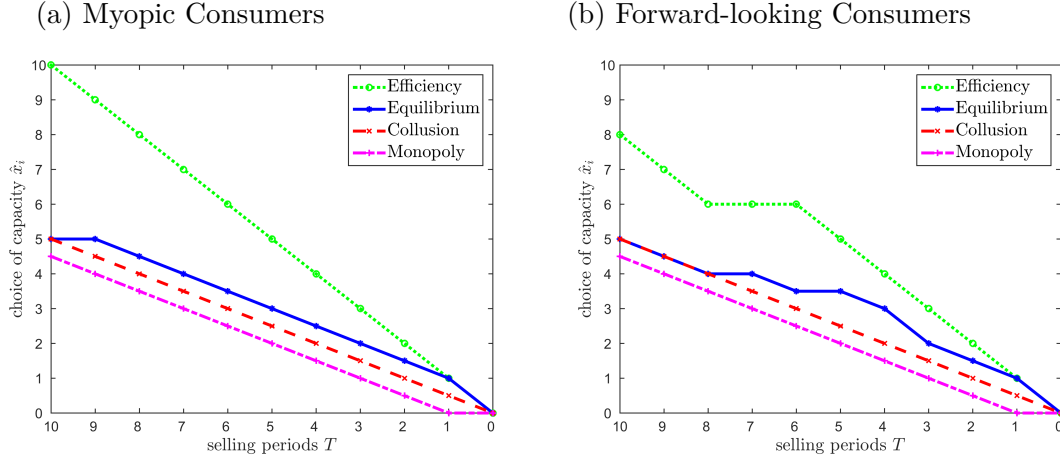 (a) Myopic Consumers
10
9
8
7
6
5
4
3
2
1
0
choice of capacity x̂ᵢ
Efficiency
Equilibrium
Collusion
Monopoly
10 9 8 7 6 5 4 3 2 1 0
selling periods T
(b) Forward-looking Consumers
10
9
8
7
6
5
4
3
2
1
0
choice of capacity x̂ᵢ
Efficiency
Equilibrium
Collusion
Monopoly
10 9 8 7 6 5 4 3 2 1 0
selling periods T